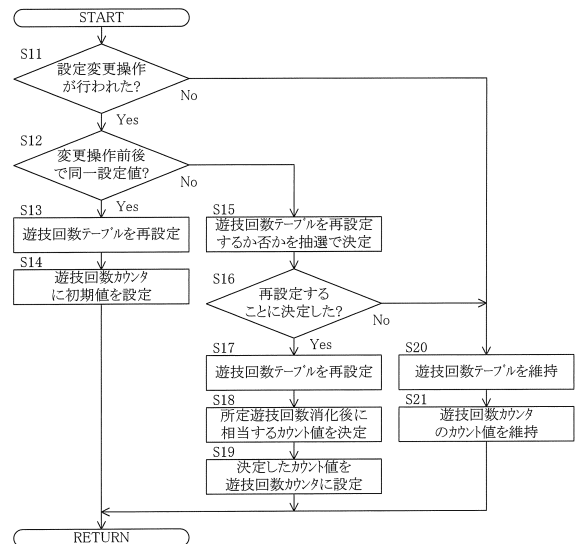 START
S11
設定変更操作
が行われた?
No
Yes
S12
変更操作前後
で同一設定値?
No
Yes
S13
遊技回数テーブルを再設定
S14
遊技回数カウンタ
に初期値を設定
S15
遊技回数テーブルを再設定
するか否かを抽選で決定
S16
再設定する
ことに決定した?
No
Yes
S17
遊技回数テーブルを再設定
S18
所定遊技回数消化後に
相当するカウント値を決定
S19
決定したカウント値を
遊技回数カウンタに設定
S20
遊技回数テーブルを維持
S21
遊技回数カウンタ
のカウント値を維持
RETURN